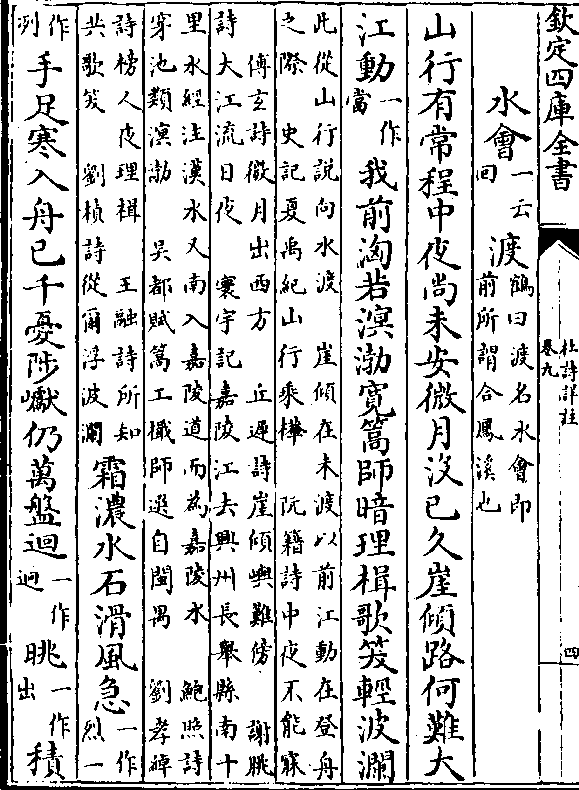 欽定四庫全書
杜詩詳註
卷九
四
水會一云回渡鶴曰渡名水會即前所謂合鳳溪也
山行有常程中夜尚未安微月沒已久崖傾路何難大
江動一作當我前洶若溟渤寬篙師暗理楫歌笑輕波瀾
此從山行說向水渡 崖傾在未渡以前江動在登舟
之際 史記夏禹紀山行乘檋 阮籍詩中夜不能寐
傅玄詩微月出西方 丘遲詩崖傾嶼難傍 謝朓
詩大江流日夜 寰宇記嘉陵江去興州長舉縣南十
里水經注漢水又南入嘉陵道而為嘉陵水 鮑照詩
穿池類溟渤 吳都賦篙工檝師選自閩禺 劉孝綽
詩榜人夜理楫 王融詩所知
共歌笑 劉楨詩從爾浮波瀾
霜濃水石滑風急一作烈一
作冽手足寒入舟已千憂陟巘仍萬盤迴一作迥眺一作出積